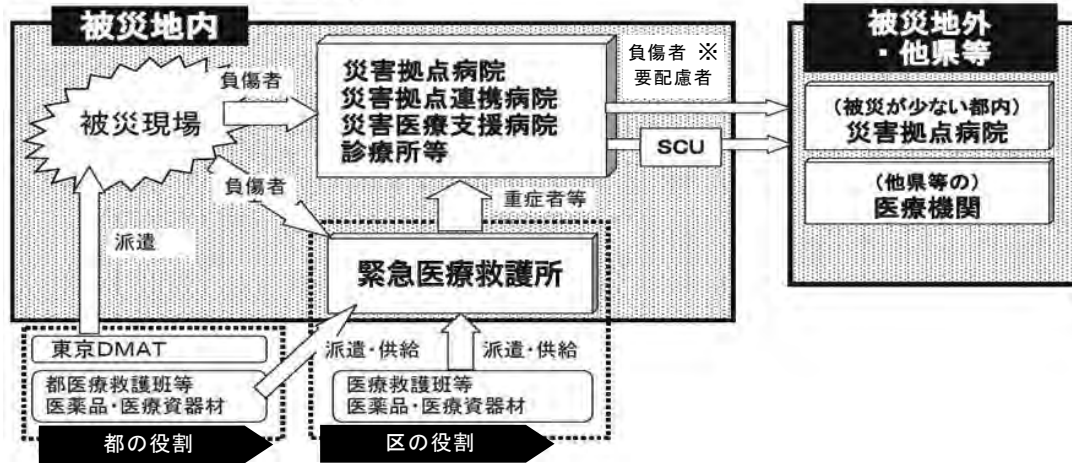 被災地内
被災現場
負傷者
災害拠点病院
災害拠点連携病院
災害医療支援病院
診療所等
負傷者 ※
要配慮者
SCU
被災地外
・他県等
(被災が少ない都内)
災害拠点病院
(他県等の)
医療機関
負傷者
重症者等
派遣
緊急医療救護所
東京DMAT
都医療救護班等
医薬品・医療資器材
派遣・供給
派遣・供給
医療救護班等
医薬品・医療資器材
都の役割
区の役割